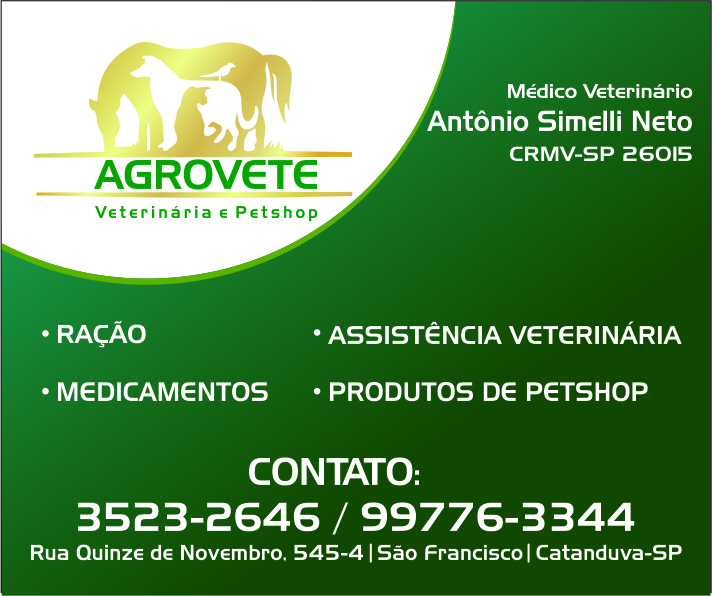 AGROVETE
Veterinária e Petshop
Médico Veterinário
Antônio Simelli Neto
CRMV-SP 26015
• RAÇÃO
• ASSISTÊNCIA VETERINÁRIA
• MEDICAMENTOS
• PRODUTOS DE PETSHOP
CONTATO:
3523-2646 / 99776-3344
Rua Quinze de Novembro, 545-4|São Francisco|Catanduva-SP